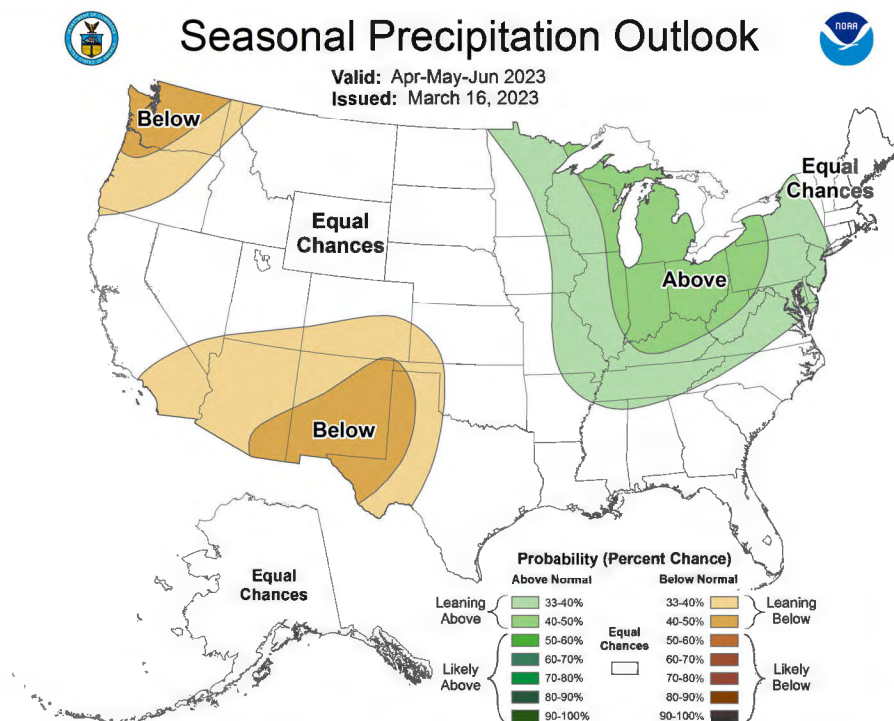 Seasonal Precipitation Outlook
NOAA
Valid: Apr-May-Jun 2023
Issued: March 16, 2023
Below
Equal
Chances
Equal
Chances
Above
Below
Equal
Chances
Probability (Percent Chance)
Above Normal
Below Normal
Leaning
Above
33-40%
40-50%
50-60%
60-70%
70-80%
80-90%
90-100%
Likely
Above
Equal
Chances
33-40%
40-50%
50-60%
60-70%
70-80%
80-90%
90-100%
Leaning
Below
Likely
Below